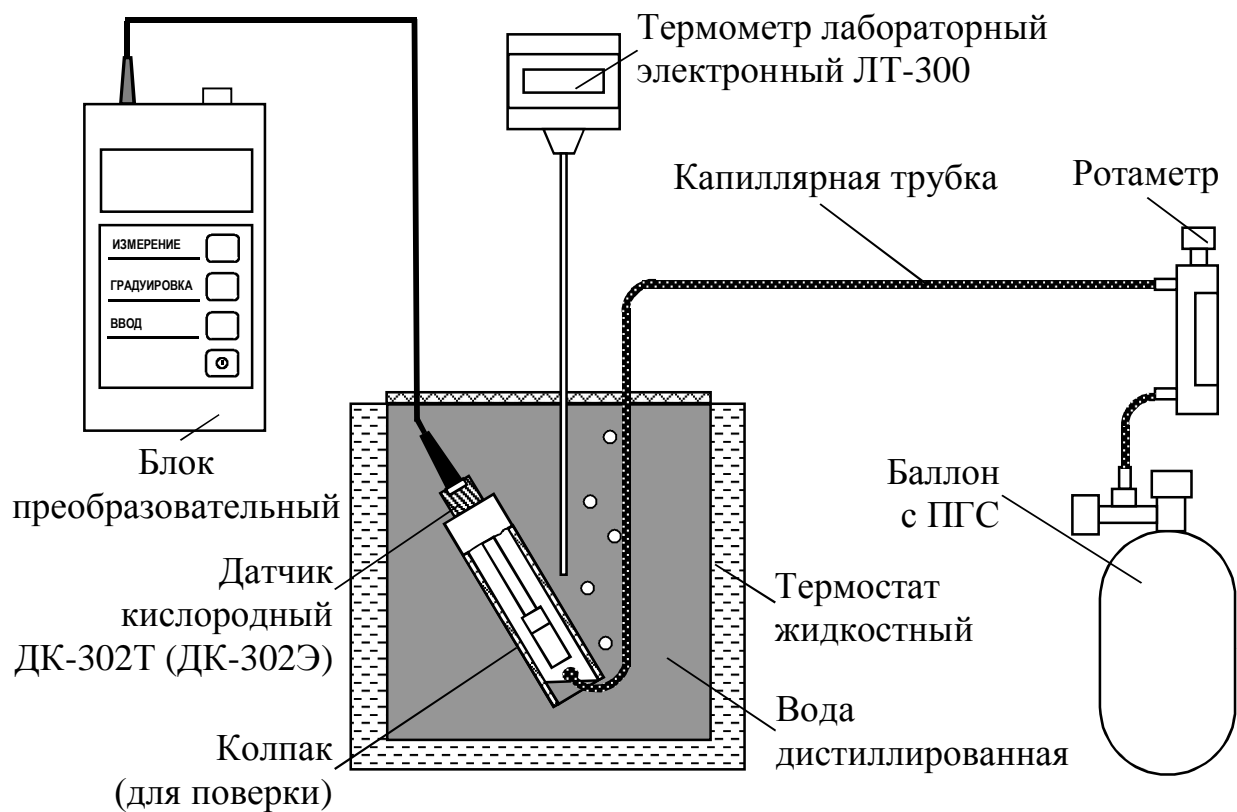 Термометр лабораторный
электронный ЛТ-300
Капиллярная трубка
Ротаметр
ИЗМЕРЕНИЕ
ГРАДУИРОВКА
ВВОД
Блок
преобразовательный
Датчик
кислородный
ДК-302Т (ДК-302Э)
Колпак
(для поверки)
Баллон
с ПГС
Термостат
жидкостный
Вода
дистиллированная